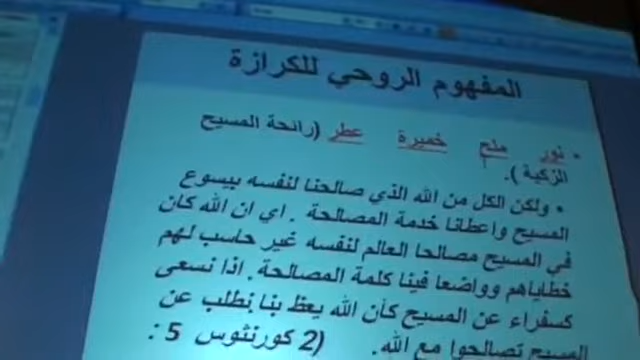 المفهوم الروحي للكرازة
• نور ملح خميرة عطر (رائحة المسيح
الزكية ).
• ولكن الكل من الله الذي صالحنا لنفسه بيسوع
المسيح واعطانا خدمة المصالحة . اي ان الله كان
في المسيح مصالحا العالم لنفسه غير حاسب لهم
خطاياهم وواضعا فينا كلمة المصالحة . اذا نسعى
كسفراء عن المسيح كأن الله يعظ بنا نطلب عن
المسيح تصالحوا مع الله. (2 كورنثوس 5 :